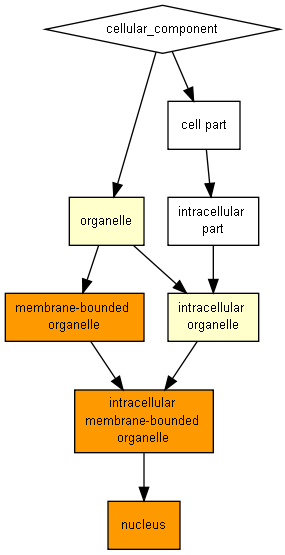 cellular_component
cell part
organelle
intracellular
part
membrane-bounded
organelle
intracellular
organelle
intracellular
membrane-bounded
organelle
nucleus